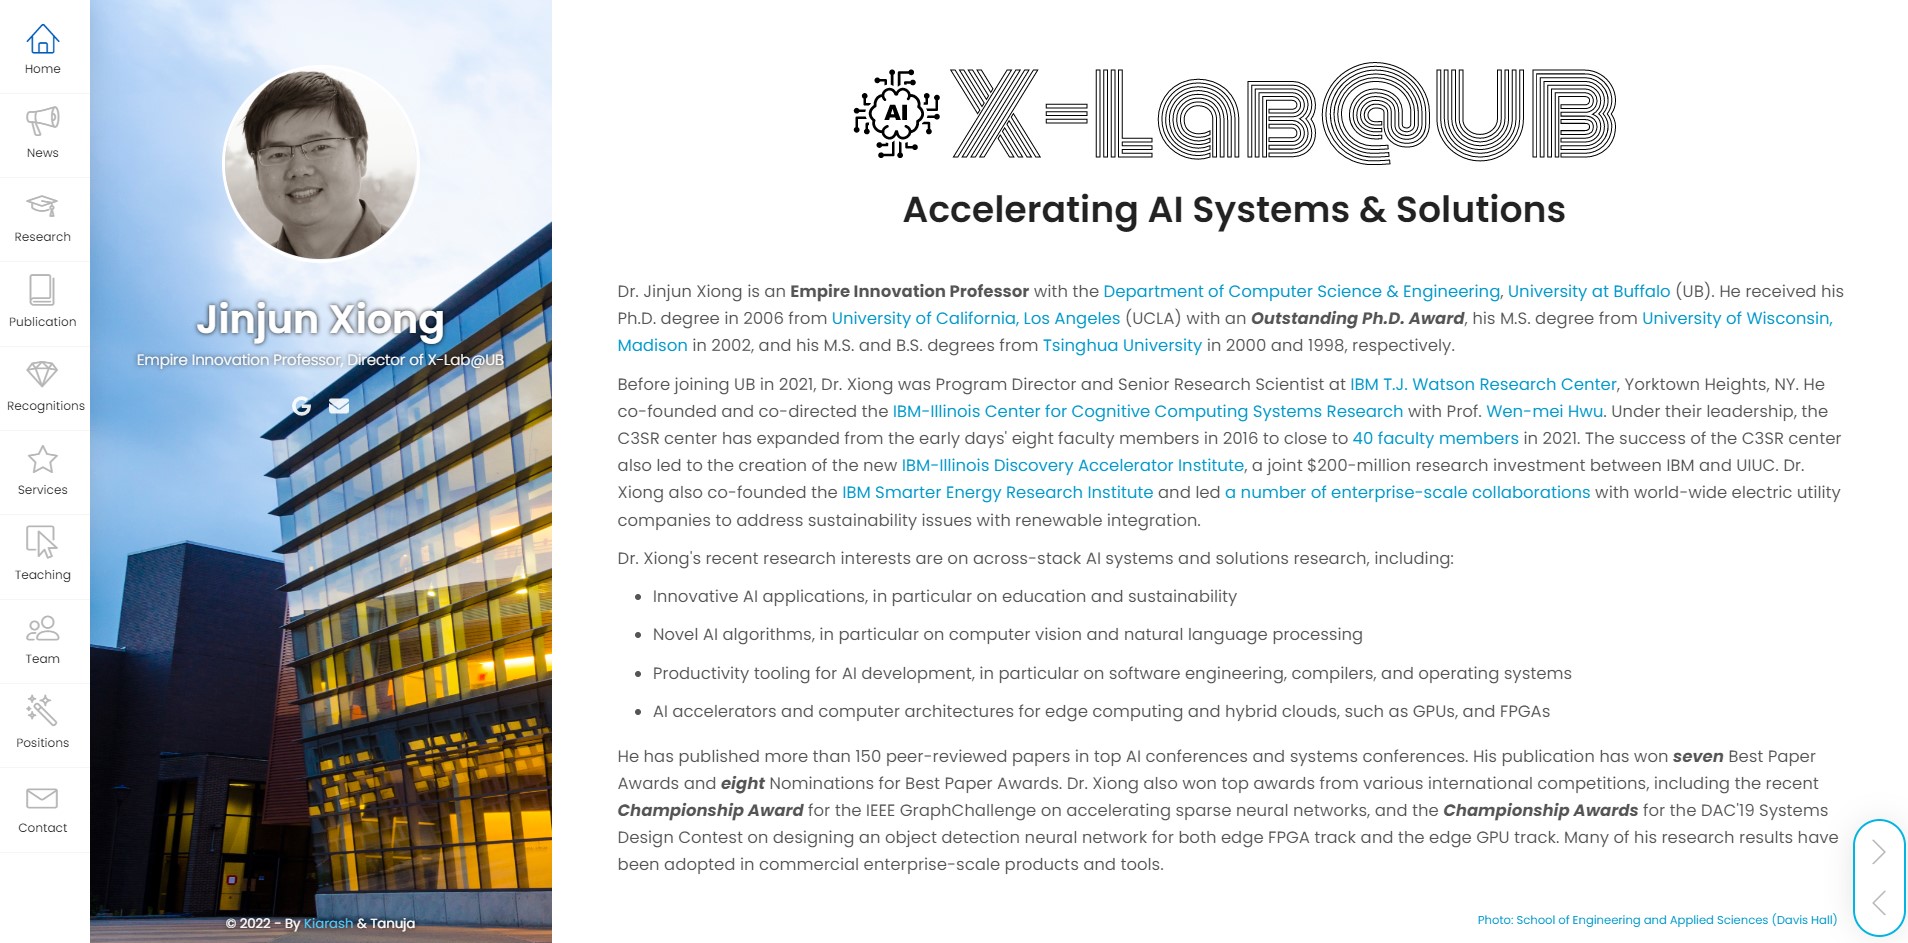 Home
News
Research
Publication
Recognitions
Services
Teaching
Team
Positions
Contact
Jinjun Xiong
Empire Innovation Professor, Director of X-Lab@UB
© 2022 - By Kiarash & Tanuja
AI X-LaB@UB
Accelerating AI Systems & Solutions
Dr. Jinjun Xiong is an Empire Innovation Professor with the Department of Computer Science & Engineering, University at Buffalo (UB). He received his
Ph.D. degree in 2006 from University of California, Los Angeles (UCLA) with an Outstanding Ph.D. Award, his M.S. degree from University of Wisconsin,
Madison in 2002, and his M.S. and B.S. degrees from Tsinghua University in 2000 and 1998, respectively.
Before joining UB in 2021, Dr. Xiong was Program Director and Senior Research Scientist at IBM T.J. Watson Research Center, Yorktown Heights, NY. He
co-founded and co-directed the IBM-Illinois Center for Cognitive Computing Systems Research with Prof. Wen-mei Hwu. Under their leadership, the
C3SR center has expanded from the early days' eight faculty members in 2016 to close to 40 faculty members in 2021. The success of the C3SR center
also led to the creation of the new IBM-Illinois Discovery Accelerator Institute, a joint $200-million research investment between IBM and UIUC. Dr.
Xiong also co-founded the IBM Smarter Energy Research Institute and led a number of enterprise-scale collaborations with world-wide electric utility
companies to address sustainability issues with renewable integration.
Dr. Xiong's recent research interests are on across-stack AI systems and solutions research, including:
• Innovative AI applications, in particular on education and sustainability
• Novel AI algorithms, in particular on computer vision and natural language processing
• Productivity tooling for AI development, in particular on software engineering, compilers, and operating systems
• AI accelerators and computer architectures for edge computing and hybrid clouds, such as GPUs, and FPGAs
He has published more than 150 peer-reviewed papers in top AI conferences and systems conferences. His publication has won seven Best Paper
Awards and eight Nominations for Best Paper Awards. Dr. Xiong also won top awards from various international competitions, including the recent
Championship Award for the IEEE GraphChallenge on accelerating sparse neural networks, and the Championship Awards for the DAC'19 Systems
Design Contest on designing an object detection neural network for both edge FPGA track and the edge GPU track. Many of his research results have
been adopted in commercial enterprise-scale products and tools.
Photo: School of Engineering and Applied Sciences (Davis Hall)